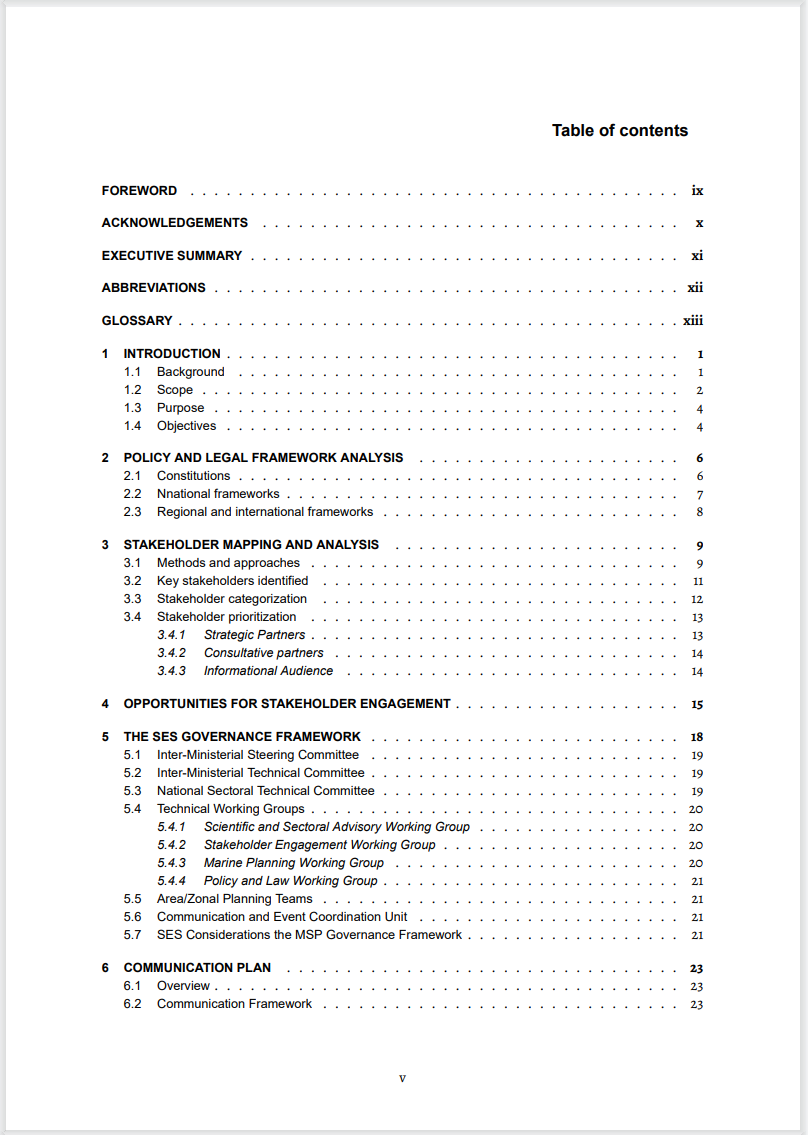 Table of contents
FOREWORD . . . . . . . . . . . . . . . . . . . . . . . . . . . . . . . . . . . . . . . . . ix
ACKNOWLEDGEMENTS . . . . . . . . . . . . . . . . . . . . . . . . . . . . . . . . . . . x
EXECUTIVE SUMMARY . . . . . . . . . . . . . . . . . . . . . . . . . . . . . . . . . . . . xi
ABBREVIATIONS . . . . . . . . . . . . . . . . . . . . . . . . . . . . . . . . . . . . . . . xii
GLOSSARY . . . . . . . . . . . . . . . . . . . . . . . . . . . . . . . . . . . . . . . . . . xiii
1 INTRODUCTION . . . . . . . . . . . . . . . . . . . . . . . . . . . . . . . . . . . . . . 1
1.1 Background . . . . . . . . . . . . . . . . . . . . . . . . . . . . . . . . . . . . . 1
1.2 Scope . . . . . . . . . . . . . . . . . . . . . . . . . . . . . . . . . . . . . . . . 2
1.3 Purpose . . . . . . . . . . . . . . . . . . . . . . . . . . . . . . . . . . . . . . . 4
1.4 Objectives . . . . . . . . . . . . . . . . . . . . . . . . . . . . . . . . . . . . . . 4
2 POLICY AND LEGAL FRAMEWORK ANALYSIS . . . . . . . . . . . . . . . . . . . . . . 6
2.1 Constitutions . . . . . . . . . . . . . . . . . . . . . . . . . . . . . . . . . . . . . 6
2.2 Nnational frameworks . . . . . . . . . . . . . . . . . . . . . . . . . . . . . . . . . 7
2.3 Regional and international frameworks . . . . . . . . . . . . . . . . . . . . . . . . . 8
3 STAKEHOLDER MAPPING AND ANALYSIS . . . . . . . . . . . . . . . . . . . . . . . . 9
3.1 Methods and approaches . . . . . . . . . . . . . . . . . . . . . . . . . . . . . . . 9
3.2 Key stakeholders identified . . . . . . . . . . . . . . . . . . . . . . . . . . . . . . 11
3.3 Stakeholder categorization . . . . . . . . . . . . . . . . . . . . . . . . . . . . . . 12
3.4 Stakeholder prioritization . . . . . . . . . . . . . . . . . . . . . . . . . . . . . . . 13
3.4.1 Strategic Partners . . . . . . . . . . . . . . . . . . . . . . . . . . . . . . . 13
3.4.2 Consultative partners . . . . . . . . . . . . . . . . . . . . . . . . . . . . . 14
3.4.3 Informational Audience . . . . . . . . . . . . . . . . . . . . . . . . . . . . 14
4 OPPORTUNITIES FOR STAKEHOLDER ENGAGEMENT . . . . . . . . . . . . . . . . . . . 15
5 THE SES GOVERNANCE FRAMEWORK . . . . . . . . . . . . . . . . . . . . . . . . . . 18
5.1 Inter-Ministerial Steering Committee . . . . . . . . . . . . . . . . . . . . . . . . . . 19
5.2 Inter-Ministerial Technical Committee . . . . . . . . . . . . . . . . . . . . . . . . . . 19
5.3 National Sectoral Technical Committee . . . . . . . . . . . . . . . . . . . . . . . . . 19
5.4 Technical Working Groups . . . . . . . . . . . . . . . . . . . . . . . . . . . . . . . 20
5.4.1 Scientific and Sectoral Advisory Working Group . . . . . . . . . . . . . . . . . 20
5.4.2 Stakeholder Engagement Working Group . . . . . . . . . . . . . . . . . . . . 20
5.4.3 Marine Planning Working Group . . . . . . . . . . . . . . . . . . . . . . . . 20
5.4.4 Policy and Law Working Group . . . . . . . . . . . . . . . . . . . . . . . . . 21
5.5 Area/Zonal Planning Teams . . . . . . . . . . . . . . . . . . . . . . . . . . . . . . 21
5.6 Communication and Event Coordination Unit . . . . . . . . . . . . . . . . . . . . . . 21
5.7 SES Considerations the MSP Governance Framework . . . . . . . . . . . . . . . . . . 21
6 COMMUNICATION PLAN . . . . . . . . . . . . . . . . . . . . . . . . . . . . . . . . . 23
6.1 Overview . . . . . . . . . . . . . . . . . . . . . . . . . . . . . . . . . . . . . . . 23
6.2 Communication Framework . . . . . . . . . . . . . . . . . . . . . . . . . . . . . . 23
v